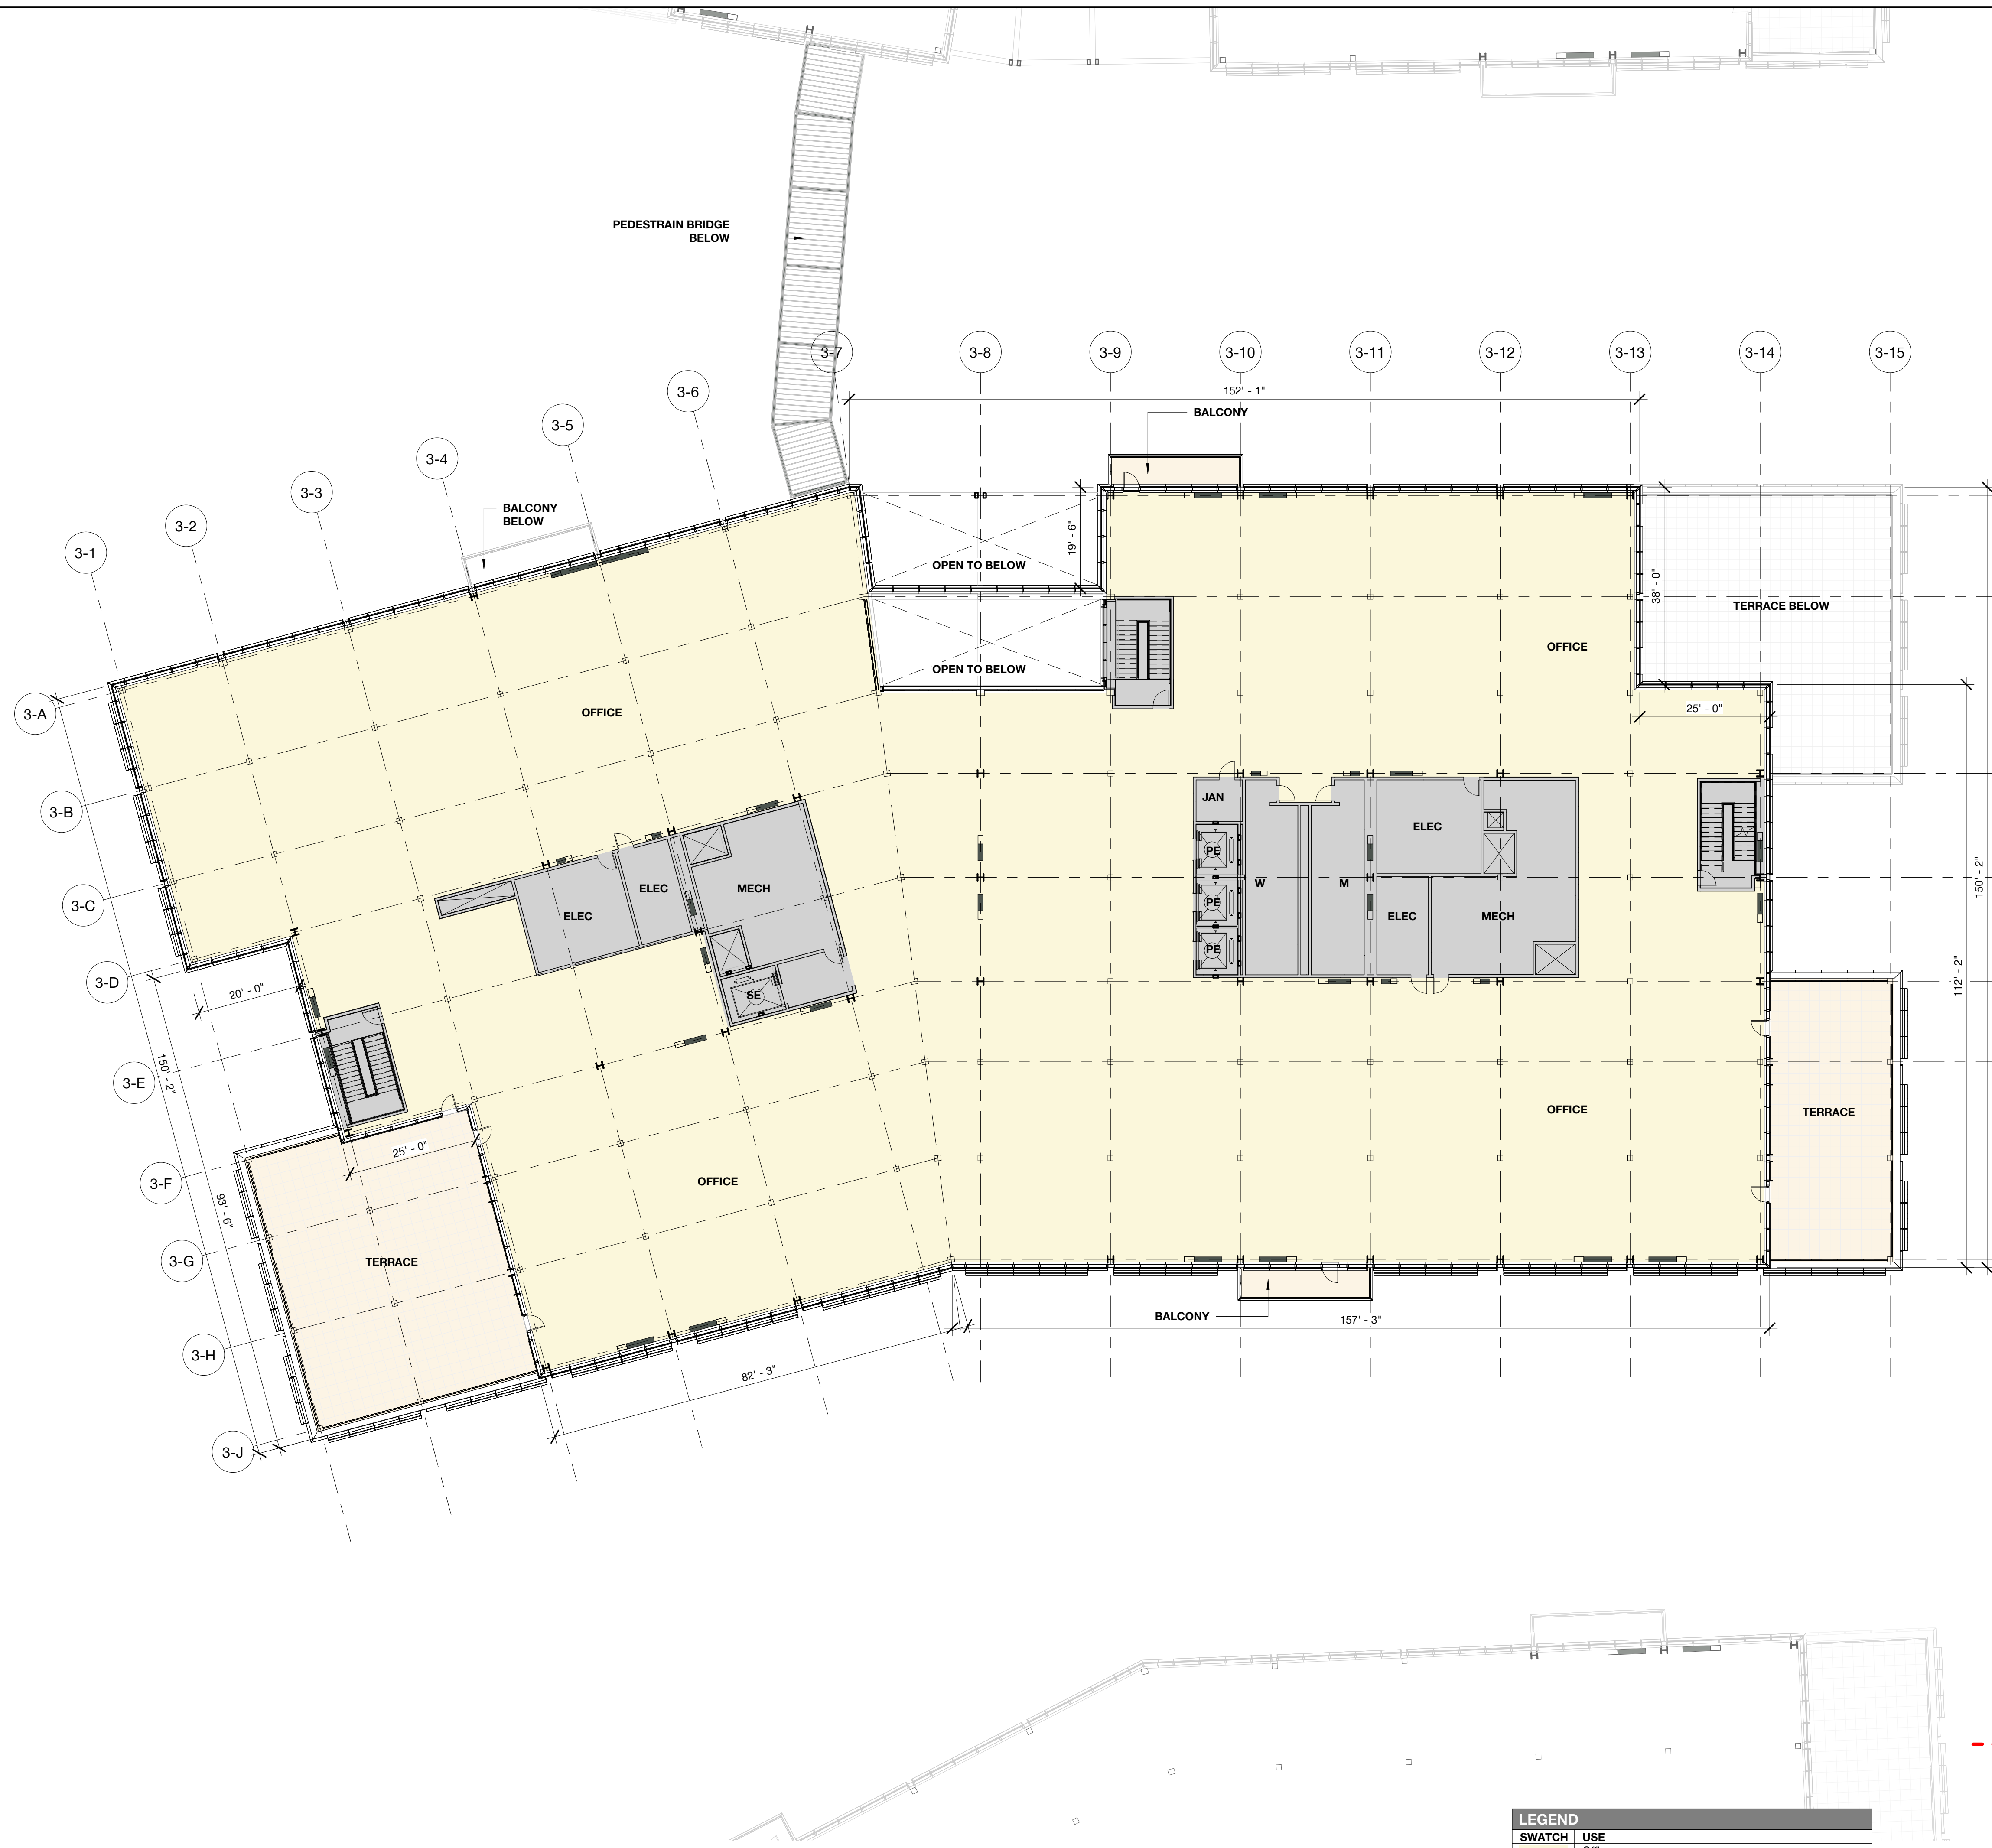 PEDESTRAIN BRIDGE
BELOW
3-7
3-8
3-9
3-10
3-11
3-12
3-13
3-14
3-15
3-6
3-5
3-4
3-3
3-2
3-1
152' - 1"
BALCONY
BALCONY
BELOW
19' - 6"
OPEN TO BELOW
OPEN TO BELOW
38' - 0"
TERRACE BELOW
OFFICE
OFFICE
25' - 0"
3-A
3-B
3-C
3-D
3-E
3-F
3-G
3-H
3-J
JAN
PE
PE
PE
W
M
ELEC
ELEC
MECH
ELEC
ELEC
MECH
SE
150' - 2"
112' - 2"
20' - 0"
150' - 2"
93' - 6"
25' - 0"
OFFICE
OFFICE
TERRACE
TERRACE
BALCONY
157' - 3"
82' - 3"
LEGEND
SWATCH USE